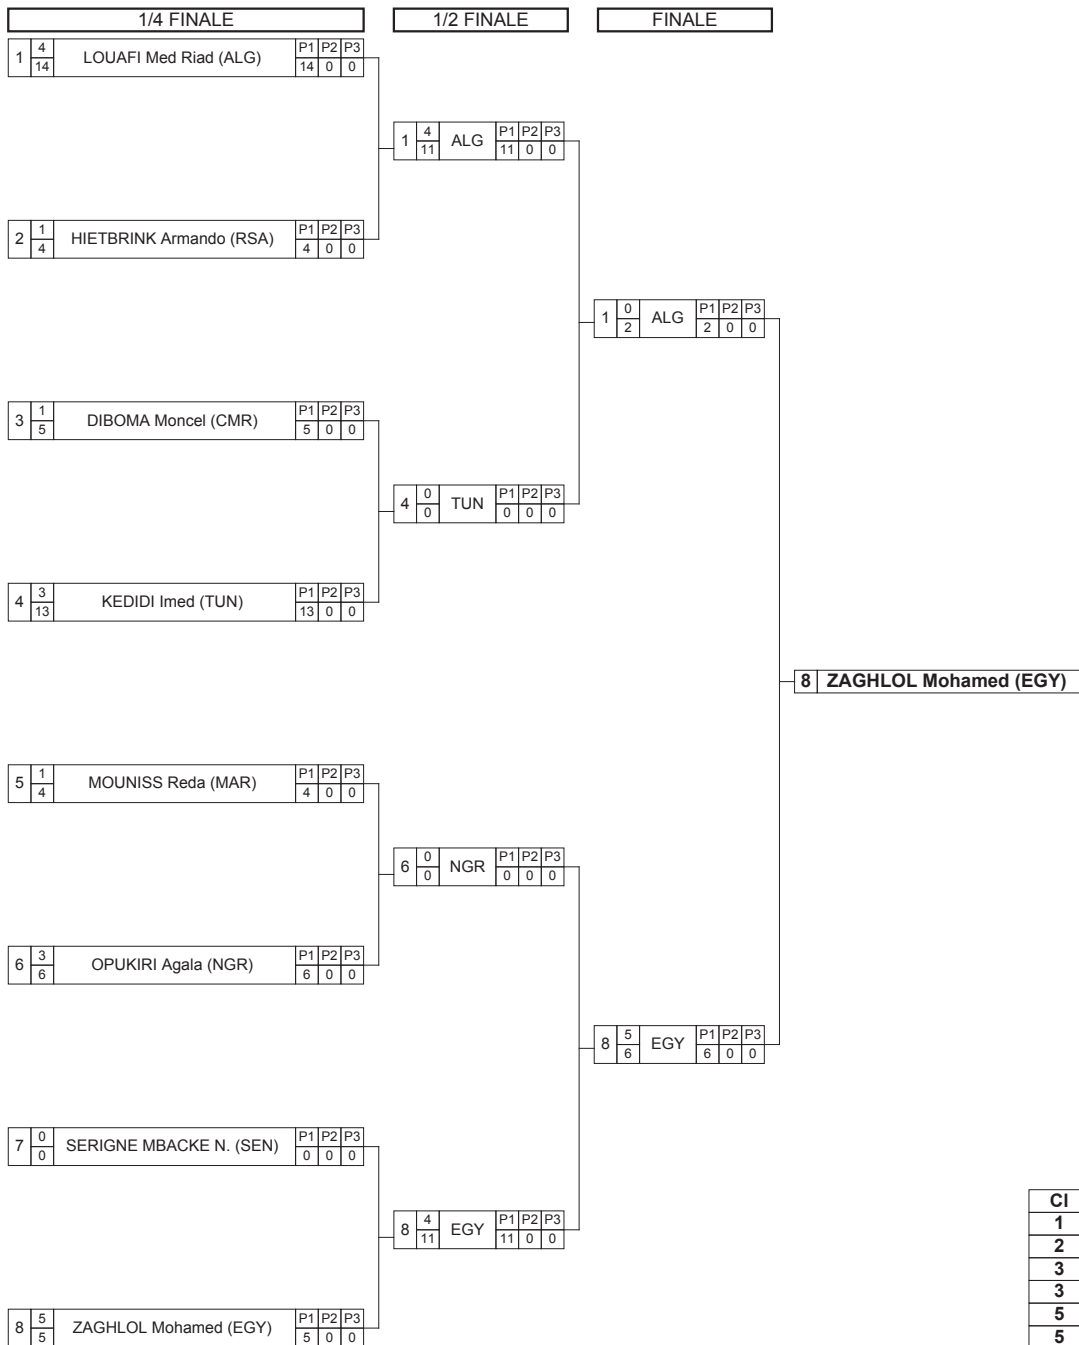 1/4 FINALE 1/2 FINALE FINALE
4 P1 P2 P3
1 LOUAFI Med Riad (ALG)
14 14 0 0
4 P1 P2 P3
1 ALG
11 11 0 0
1 P1 P2 P3
2 HIETBRINK Armando (RSA)
4 4 0 0
0 P1 P2 P3
1 ALG
2 2 0 0
1 P1 P2 P3
3 DIBOMA Moncel (CMR)
5 5 0 0
0 P1 P2 P3
4 TUN
0 0 0 0
3 P1 P2 P3
4 KEDIDI Imed (TUN)
13 13 0 0
8 ZAGHLOL Mohamed (EGY)
1 P1 P2 P3
5 MOUNISS Reda (MAR)
4 4 0 0
0 P1 P2 P3
6 NGR
0 0 0 0
3 P1 P2 P3
6 OPUKIRI Agala (NGR)
6 6 0 0
5 P1 P2 P3
8 EGY
6 6 0 0
0 P1 P2 P3
7 SERIGNE MBACKE N. (SEN)
0 0 0 0
4 P1 P2 P3
8 EGY
11 11 0 0
5 P1 P2 P3
8 ZAGHLOL Mohamed (EGY)
5 5 0 0
Cl
1
2
3
3
5
5